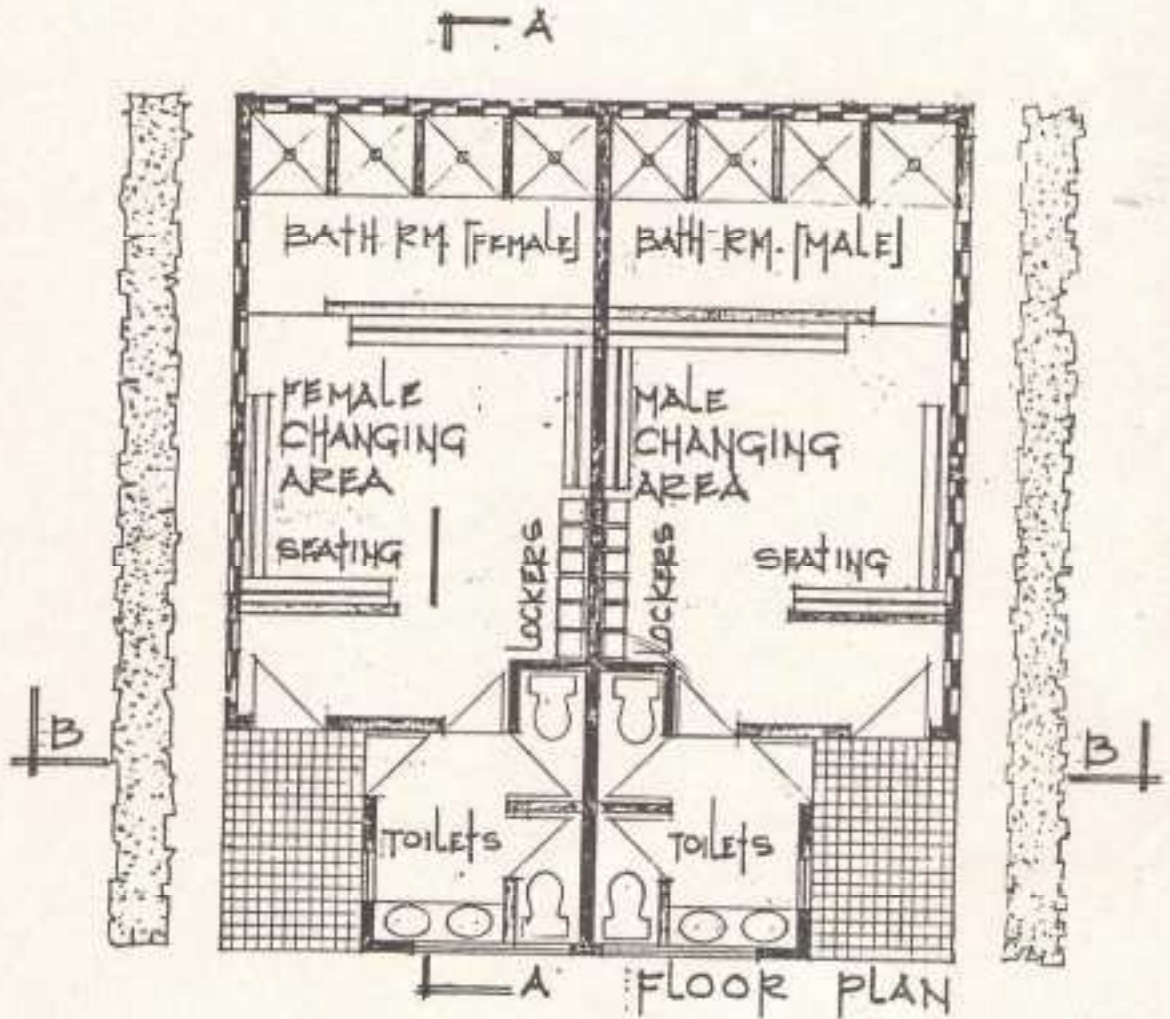 A
BATH RM. [FEMALE]
BATH-RM. [MALE]
FEMALE
CHANGING
AREA
MALE
CHANGING
AREA
SEATING
LOCKERS
LOCKERS
SEATING
B
B
TOILETS
TOILETS
A
FLOOR PLAN